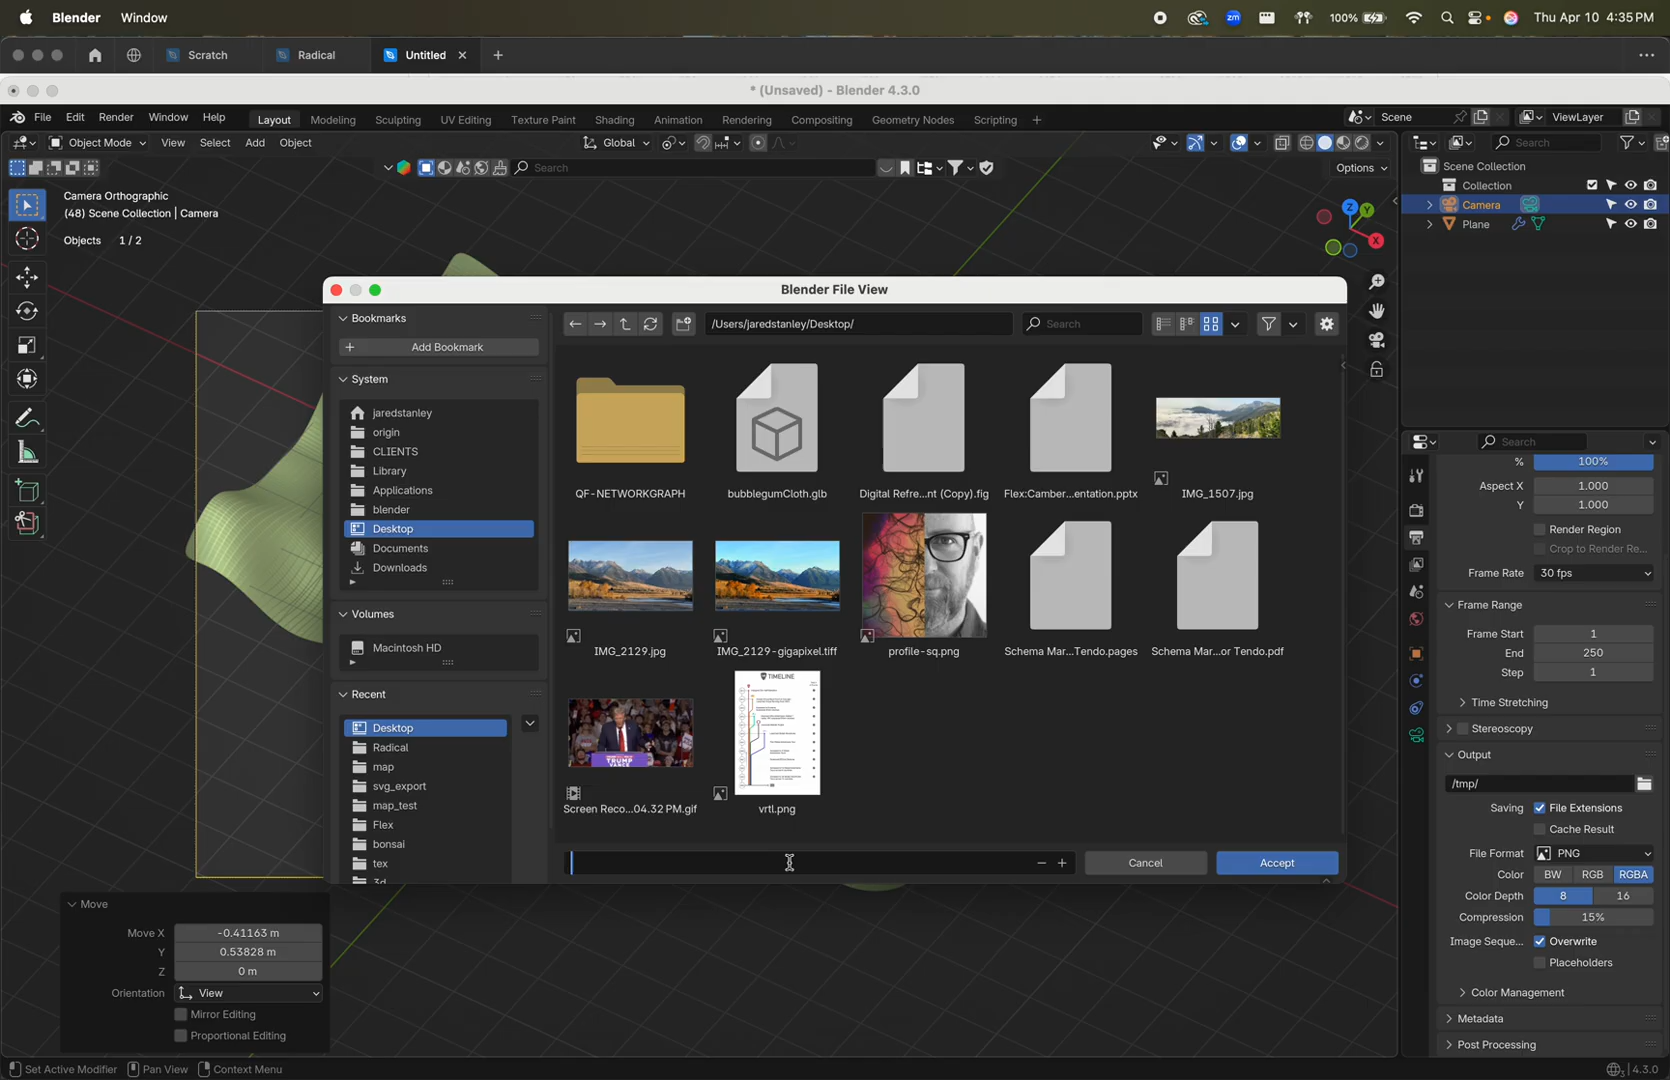 Blender Window
100% Thu Apr 10 4:35 PM
Scratch Radical Untitled
* (Unsaved) - Blender 4.3.0
File Edit Render Window Help Layout Modeling Sculpting UV Editing Texture Paint Shading Animation Rendering Compositing Geometry Nodes Scripting + Scene ViewLayer
Object Mode View Select Add Object Global Search
Search Options
Scene Collection
Collection
Camera
Plane
Camera Orthographic
(48) Scene Collection | Camera
Objects 1 / 2
Z Y X
Blender File View
Bookmarks
Add Bookmark
System
jaredstanley
origin
CLIENTS
Library
Applications
blender
Desktop
Documents
Downloads
Volumes
Macintosh HD
Recent
Desktop
Radical
map
svg_export
map_test
Flex
bonsai
tex
3d
/Users/jaredstanley/Desktop/ Search
QF-NETWORKGRAPH bubblegumCloth.glb Digital Refre...nt (Copy).fig Flex:Camber...entation.pptx IMG_1507.jpg
IMG_2129.jpg IMG_2129-gigapixel.tiff profile-sq.png Schema Mar...Tendo.pages Schema Mar...or Tendo.pdf
TRUMP
VANCE
TIMELINE
Screen Reco...04.32 PM.gif vrtl.png
Cancel Accept
Search
% 100%
Aspect X 1.000
Y 1.000
Render Region
Crop to Render Re...
Frame Rate 30 fps
Frame Range
Frame Start 1
End 250
Step 1
Time Stretching
Stereoscopy
Output
/tmp/
Saving File Extensions
Cache Result
File Format PNG
Color BW RGB RGBA
Color Depth 8 16
Compression 15%
Image Seque... Overwrite
Placeholders
Color Management
Metadata
Post Processing
Move
Move X -0.41163 m
Y 0.53828 m
Z 0 m
Orientation View
Mirror Editing
Proportional Editing
Set Active Modifier Pan View Context Menu 4.3.0